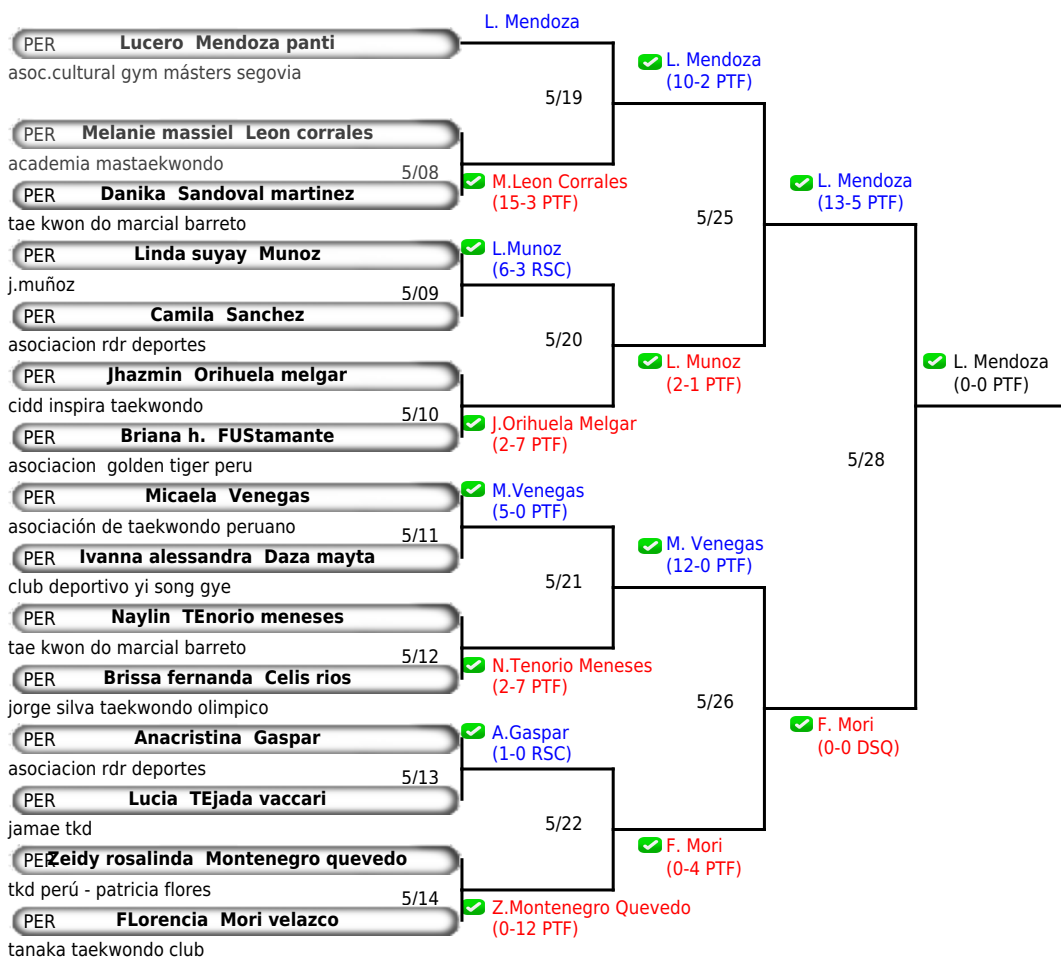 L. Mendoza
PER Lucero Mendoza panti
asoc.cultural gym másters segovia
L. Mendoza
(10-2 PTF)
5/19
PER Melanie massiel Leon corrales
academia mastaekwondo
5/08
M.Leon Corrales
(15-3 PTF)
PER Danika Sandoval martinez
tae kwon do marcial barreto
L. Mendoza
(13-5 PTF)
5/25
PER Linda suyay Munoz
j.muñoz
L.Munoz
(6-3 RSC)
5/09
PER Camila Sanchez
asociacion rdr deportes
5/20
L. Munoz
(2-1 PTF)
PER Jhazmin Orihuela melgar
cidd inspira taekwondo
5/10
J.Orihuela Melgar
(2-7 PTF)
PER Briana h. FUStamante
asociacion golden tiger peru
L. Mendoza
(0-0 PTF)
5/28
PER Micaela Venegas
asociación de taekwondo peruano
M.Venegas
(5-0 PTF)
5/11
PER Ivanna alessandra Daza mayta
club deportivo yi song gye
M. Venegas
(12-0 PTF)
5/21
PER Naylin TEnorio meneses
tae kwon do marcial barreto
5/12
N.Tenorio Meneses
(2-7 PTF)
PER Brissa fernanda Celis rios
jorge silva taekwondo olimpico
5/26
F. Mori
(0-0 DSQ)
PER Anacristina Gaspar
asociacion rdr deportes
A.Gaspar
(1-0 RSC)
5/13
PER Lucia TEjada vaccari
jamae tkd
5/22
F. Mori
(0-4 PTF)
PER Zeidy rosalinda Montenegro quevedo
tkd perú - patricia flores
5/14
Z.Montenegro Quevedo
(0-12 PTF)
PER FLorencia Mori velazco
tanaka taekwondo club